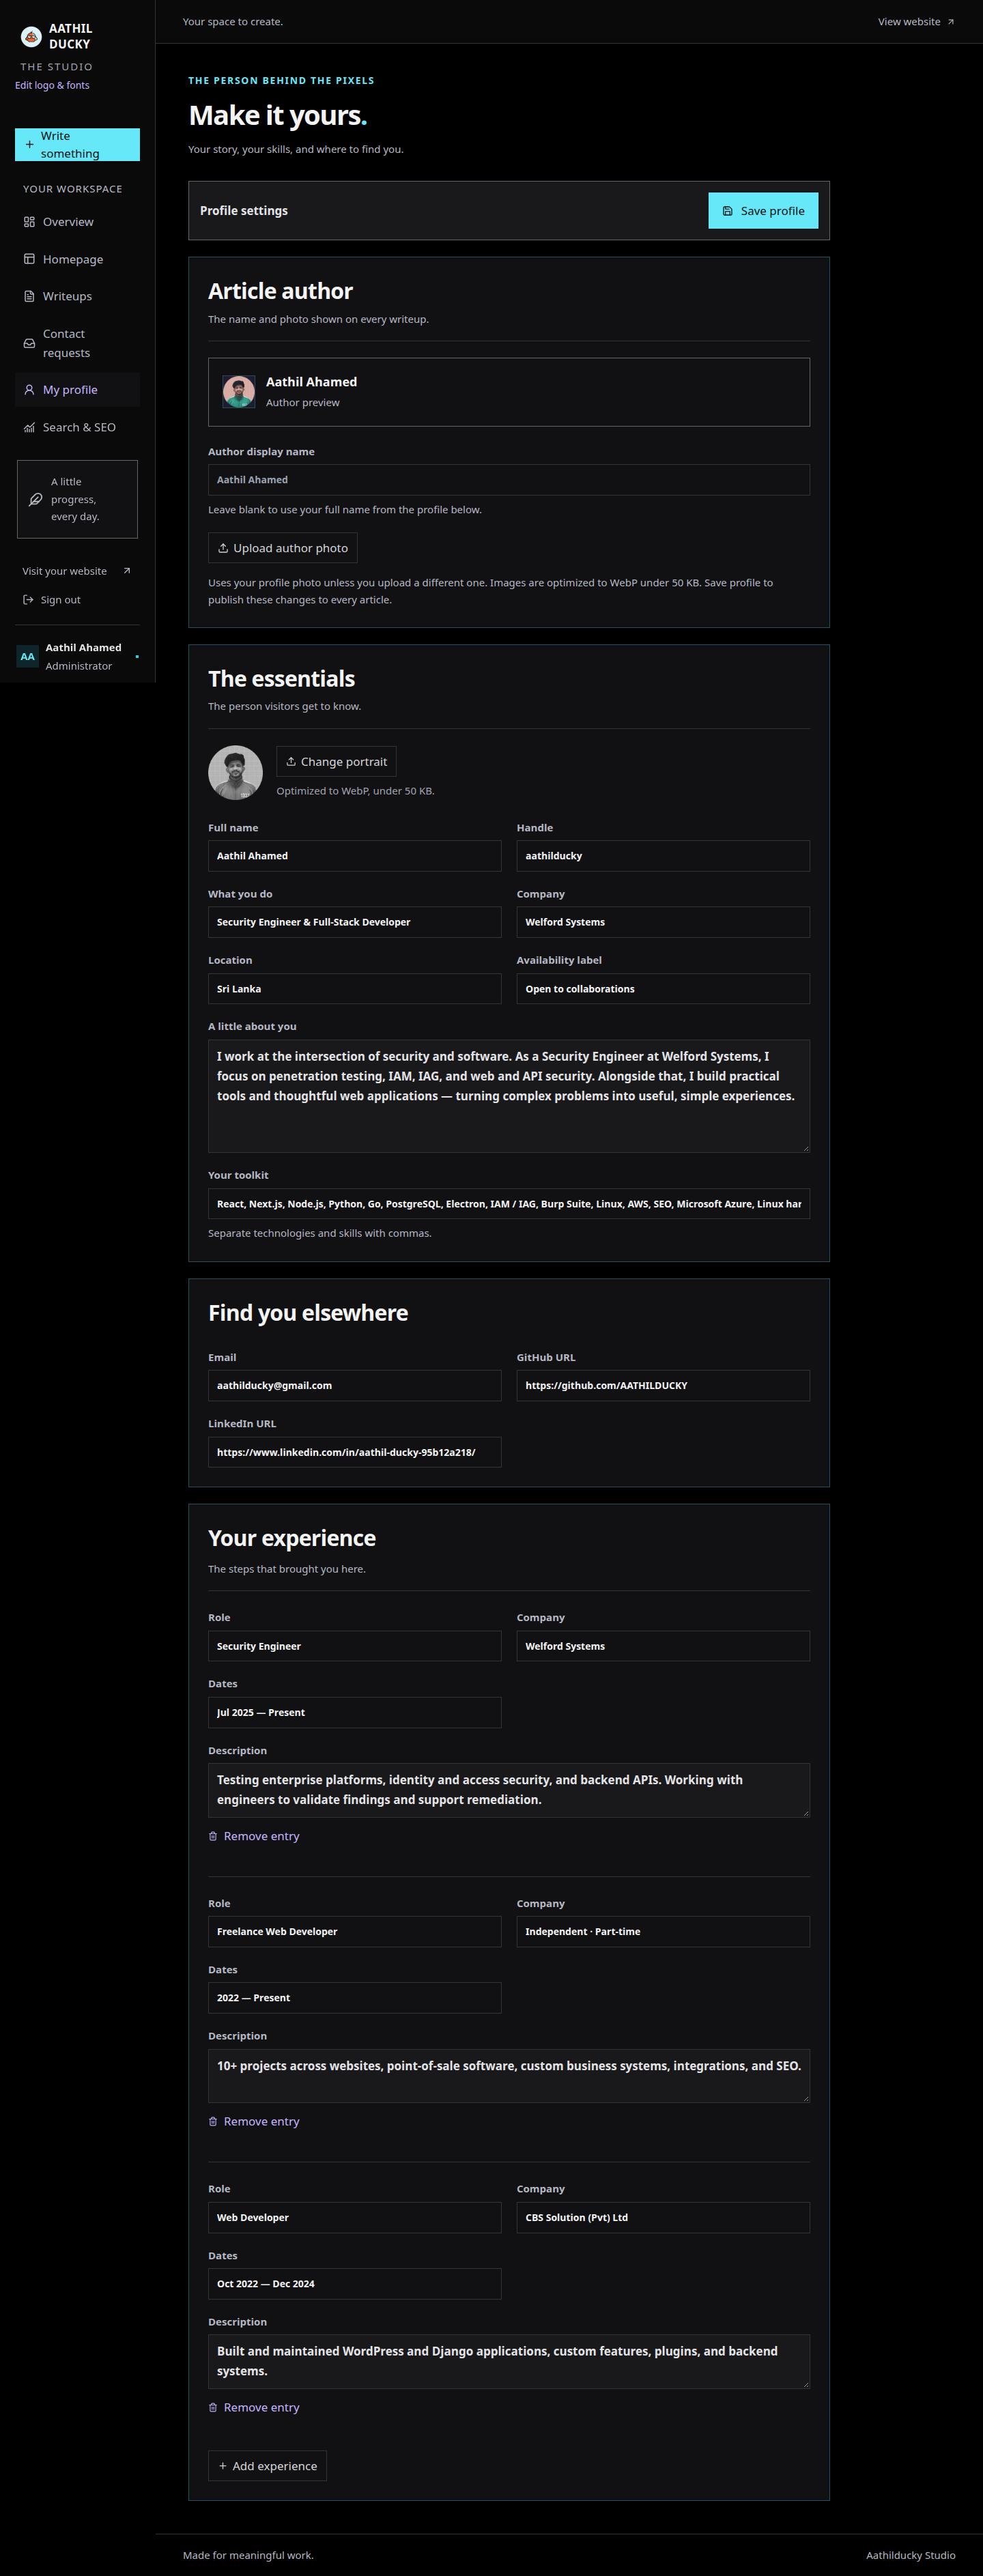 AATHIL
DUCKY
THE STUDIO
Edit logo & fonts
Write
something
YOUR WORKSPACE
Overview
Homepage
Writeups
Contact
requests
My profile
Search & SEO
A little
progress,
every day.
Visit your website
Sign out
AA
Aathil Ahamed
Administrator
Your space to create.
View website
THE PERSON BEHIND THE PIXELS
Make it yours.
Your story, your skills, and where to find you.
Profile settings
Save profile
Article author
The name and photo shown on every writeup.
Aathil Ahamed
Author preview
Author display name
Aathil Ahamed
Leave blank to use your full name from the profile below.
Upload author photo
Uses your profile photo unless you upload a different one. Images are optimized to WebP under 50 KB. Save profile to
publish these changes to every article.
The essentials
The person visitors get to know.
Change portrait
Optimized to WebP, under 50 KB.
Full name
Handle
Aathil Ahamed
aathilducky
What you do
Company
Security Engineer & Full-Stack Developer
Welford Systems
Location
Availability label
Sri Lanka
Open to collaborations
A little about you
I work at the intersection of security and software. As a Security Engineer at Welford Systems, I
focus on penetration testing, IAM, IAG, and web and API security. Alongside that, I build practical
tools and thoughtful web applications — turning complex problems into useful, simple experiences.
Your toolkit
React, Next.js, Node.js, Python, Go, PostgreSQL, Electron, IAM / IAG, Burp Suite, Linux, AWS, SEO, Microsoft Azure, Linux har
Separate technologies and skills with commas.
Find you elsewhere
Email
GitHub URL
aathilducky@gmail.com
https://github.com/AATHILDUCKY
LinkedIn URL
https://www.linkedin.com/in/aathil-ducky-95b12a218/
Your experience
The steps that brought you here.
Role
Company
Security Engineer
Welford Systems
Dates
Jul 2025 — Present
Description
Testing enterprise platforms, identity and access security, and backend APIs. Working with
engineers to validate findings and support remediation.
Remove entry
Role
Company
Freelance Web Developer
Independent · Part-time
Dates
2022 — Present
Description
10+ projects across websites, point-of-sale software, custom business systems, integrations, and SEO.
Remove entry
Role
Company
Web Developer
CBS Solution (Pvt) Ltd
Dates
Oct 2022 — Dec 2024
Description
Built and maintained WordPress and Django applications, custom features, plugins, and backend
systems.
Remove entry
Add experience
Made for meaningful work.
Aathilducky Studio